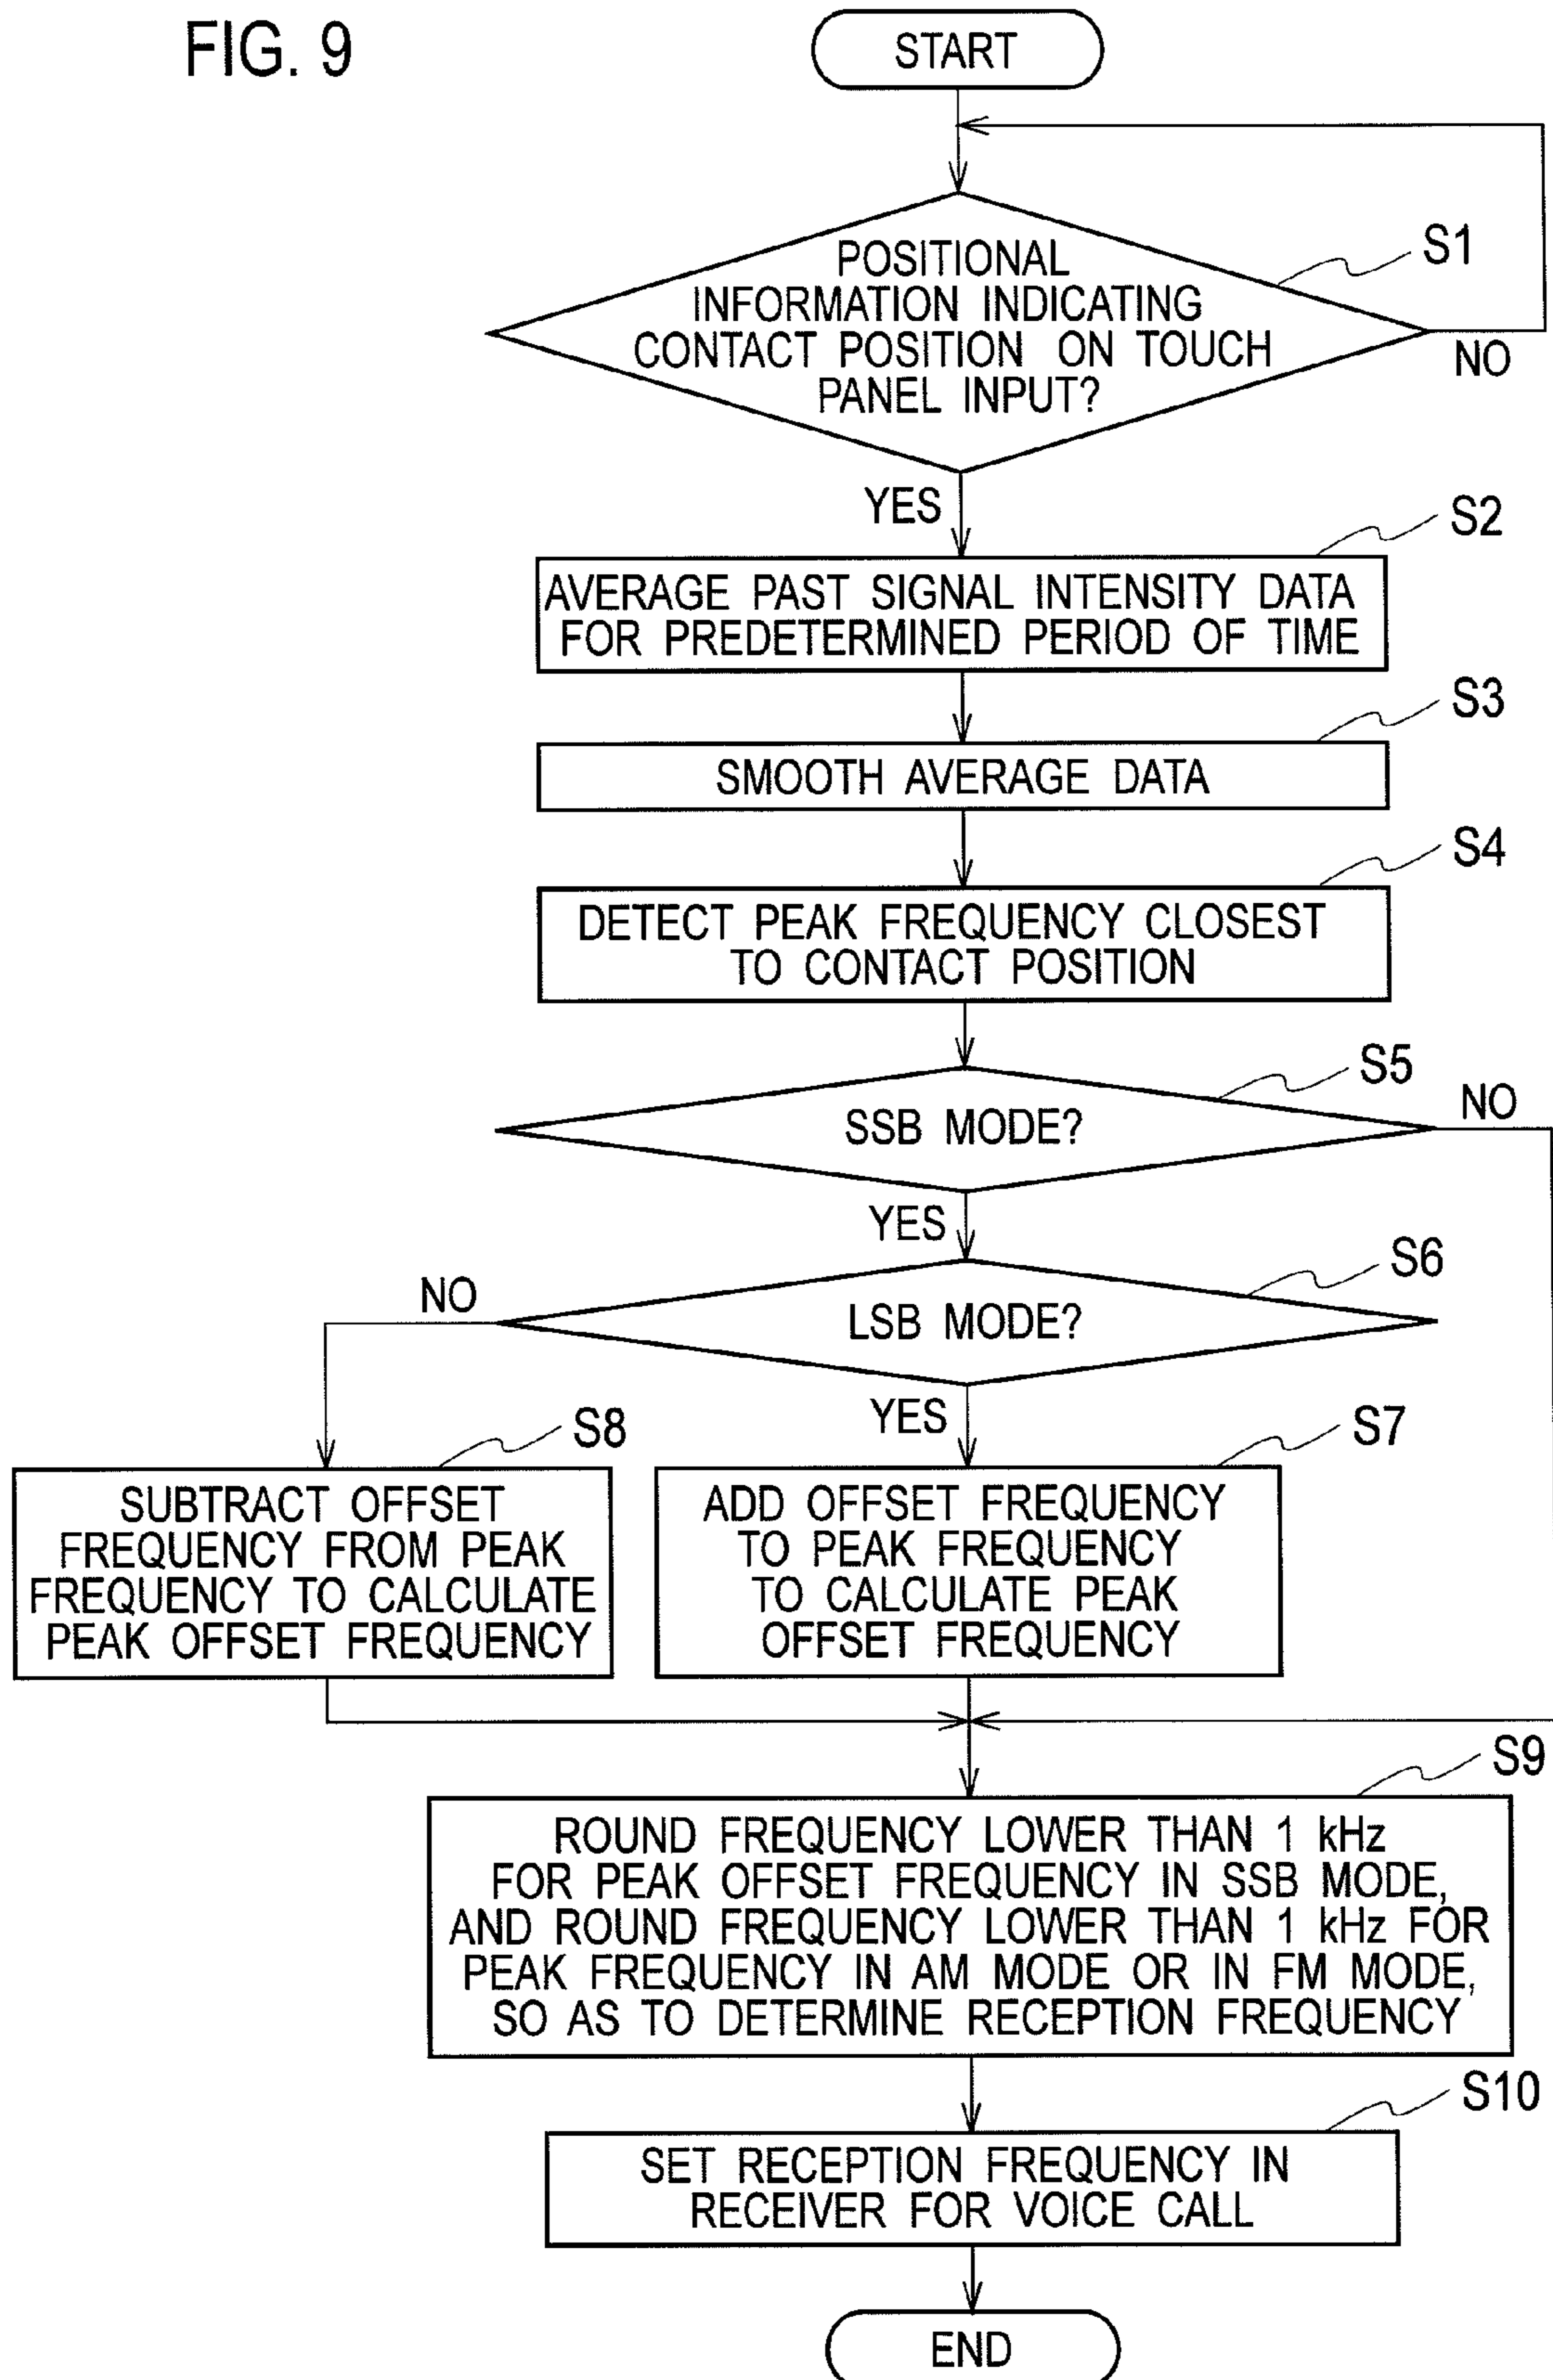 FIG. 9
START
POSITIONAL
INFORMATION INDICATING
CONTACT POSITION ON TOUCH
PANEL INPUT?
S1
NO
YES
S2
AVERAGE PAST SIGNAL INTENSITY DATA
FOR PREDETERMINED PERIOD OF TIME
S3
SMOOTH AVERAGE DATA
S4
DETECT PEAK FREQUENCY CLOSEST
TO CONTACT POSITION
S5
SSB MODE?
NO
YES
S6
LSB MODE?
NO
YES
S8
SUBTRACT OFFSET
FREQUENCY FROM PEAK
FREQUENCY TO CALCULATE
PEAK OFFSET FREQUENCY
S7
ADD OFFSET FREQUENCY
TO PEAK FREQUENCY
TO CALCULATE PEAK
OFFSET FREQUENCY
S9
ROUND FREQUENCY LOWER THAN 1 kHz
FOR PEAK OFFSET FREQUENCY IN SSB MODE,
AND ROUND FREQUENCY LOWER THAN 1 kHz FOR
PEAK FREQUENCY IN AM MODE OR IN FM MODE,
SO AS TO DETERMINE RECEPTION FREQUENCY
S10
SET RECEPTION FREQUENCY IN
RECEIVER FOR VOICE CALL
END